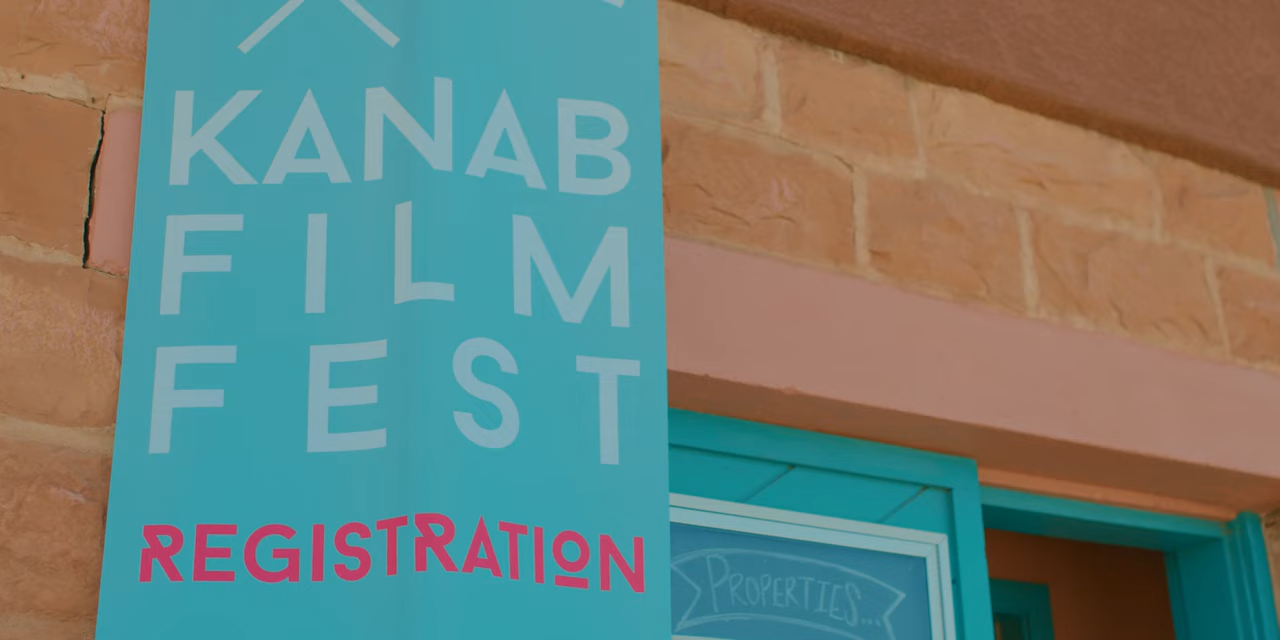 KANAB
FILM
FEST
REGISTRATION
PROPERTIES...